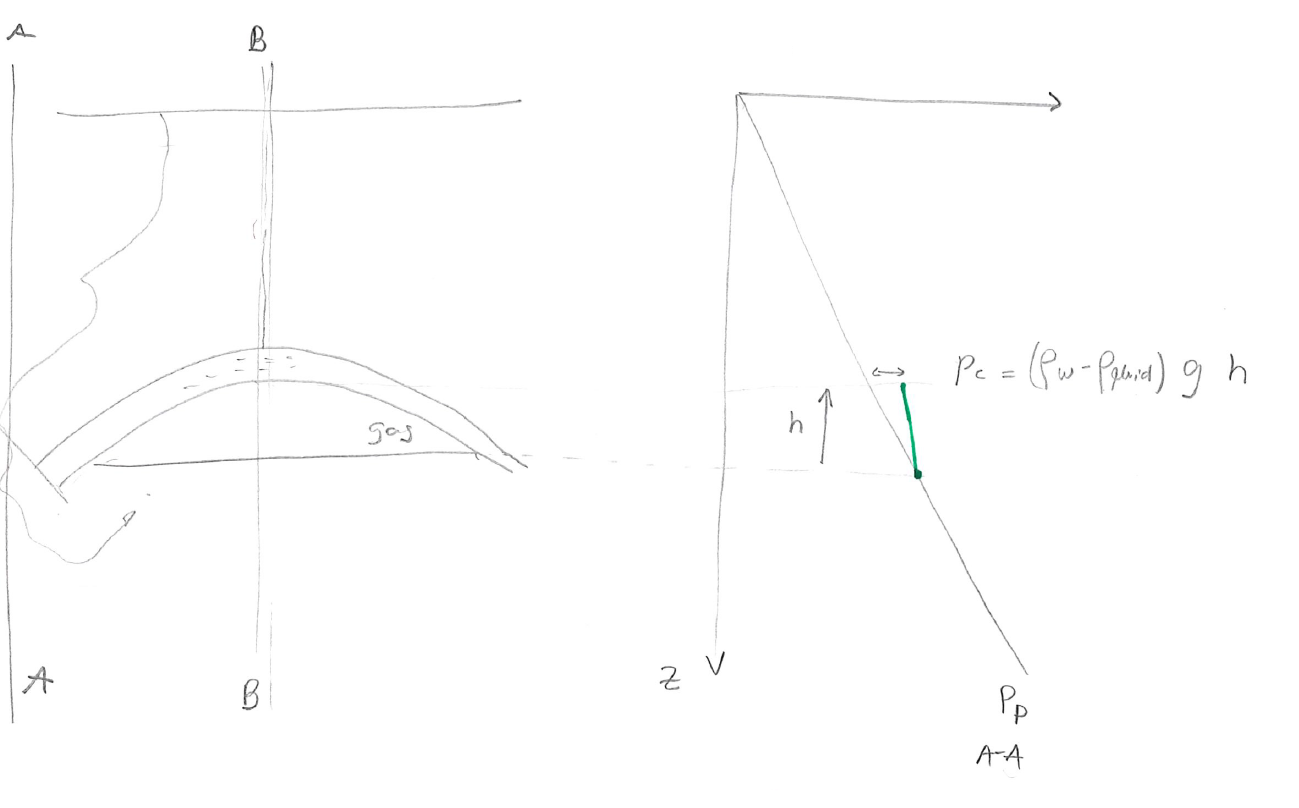 A
B
gas
A
B
h
Pc = (ρw - ρfluid) g h
z
Pp
A-A